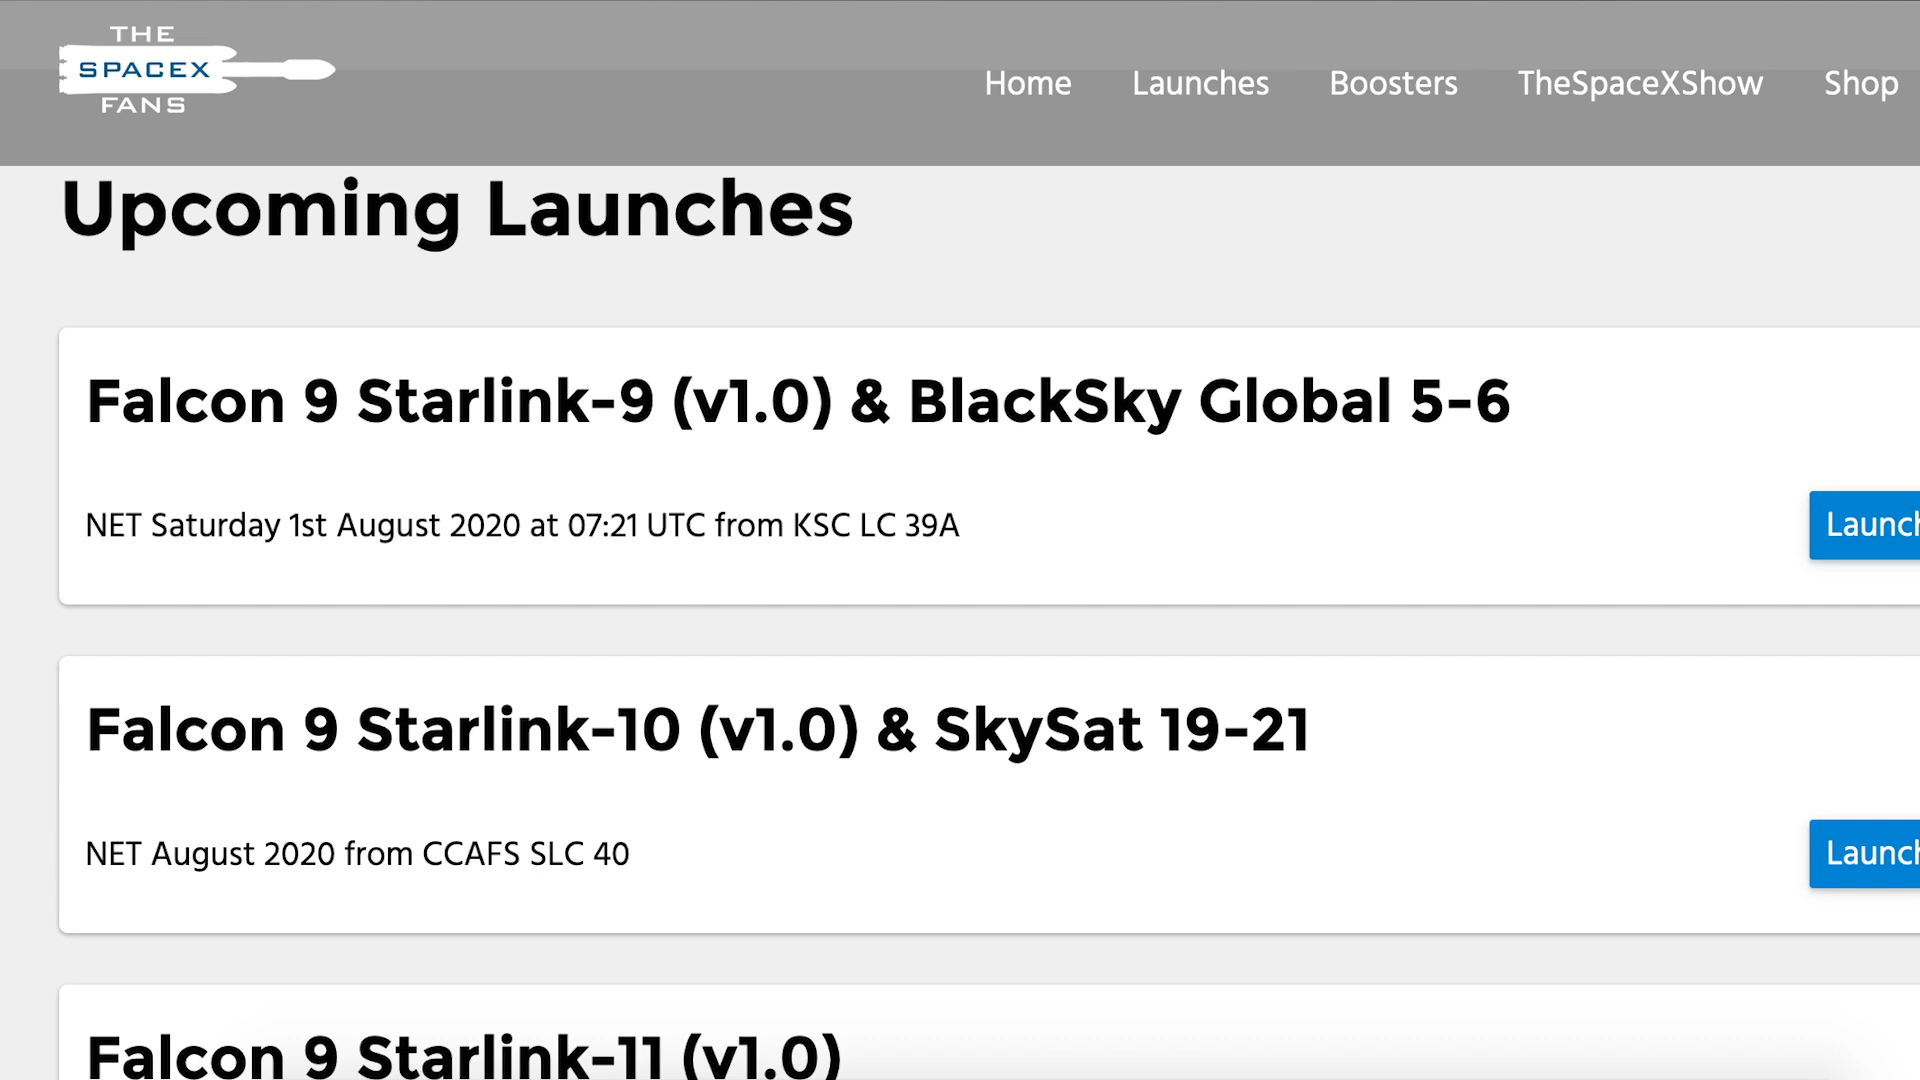 THE
SPACEX
FANS
Home Launches Boosters TheSpaceXShow Shop
Upcoming Launches
Falcon 9 Starlink-9 (v1.0) & BlackSky Global 5-6
NET Saturday 1st August 2020 at 07:21 UTC from KSC LC 39A
Launch
Falcon 9 Starlink-10 (v1.0) & SkySat 19-21
NET August 2020 from CCAFS SLC 40
Launch
Falcon 9 Starlink-11 (v1.0)